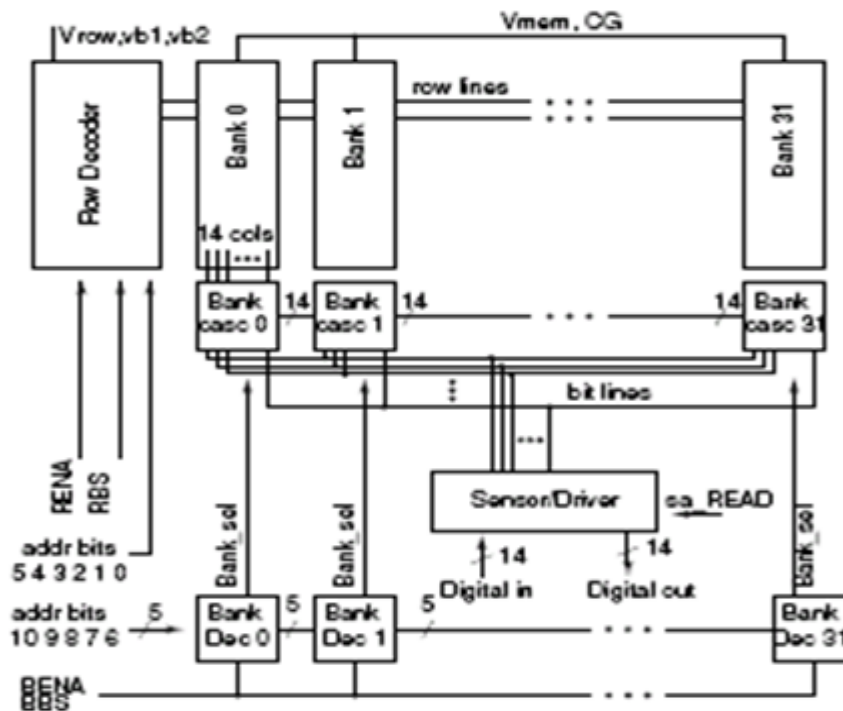 Vrow,vb1,vb2
Vmem, CG
Row Decoder
Bank 0
Bank 1
Bank 31
row lines
14 cols
Bank
casc 0
14
Bank
casc 1
14
14
Bank
casc 31
bit lines
RENA
RBS
Bank_sel
Bank_sel
Bank_sel
Sensor/Driver
sa_READ
14
14
Digital in
Digital out
addr bits
5 4 3 2 1 0
addr bits
10 9 8 7 6
5
Bank
Dec 0
5
Bank
Dec 1
5
Bank
Dec 31
BENA
BBS